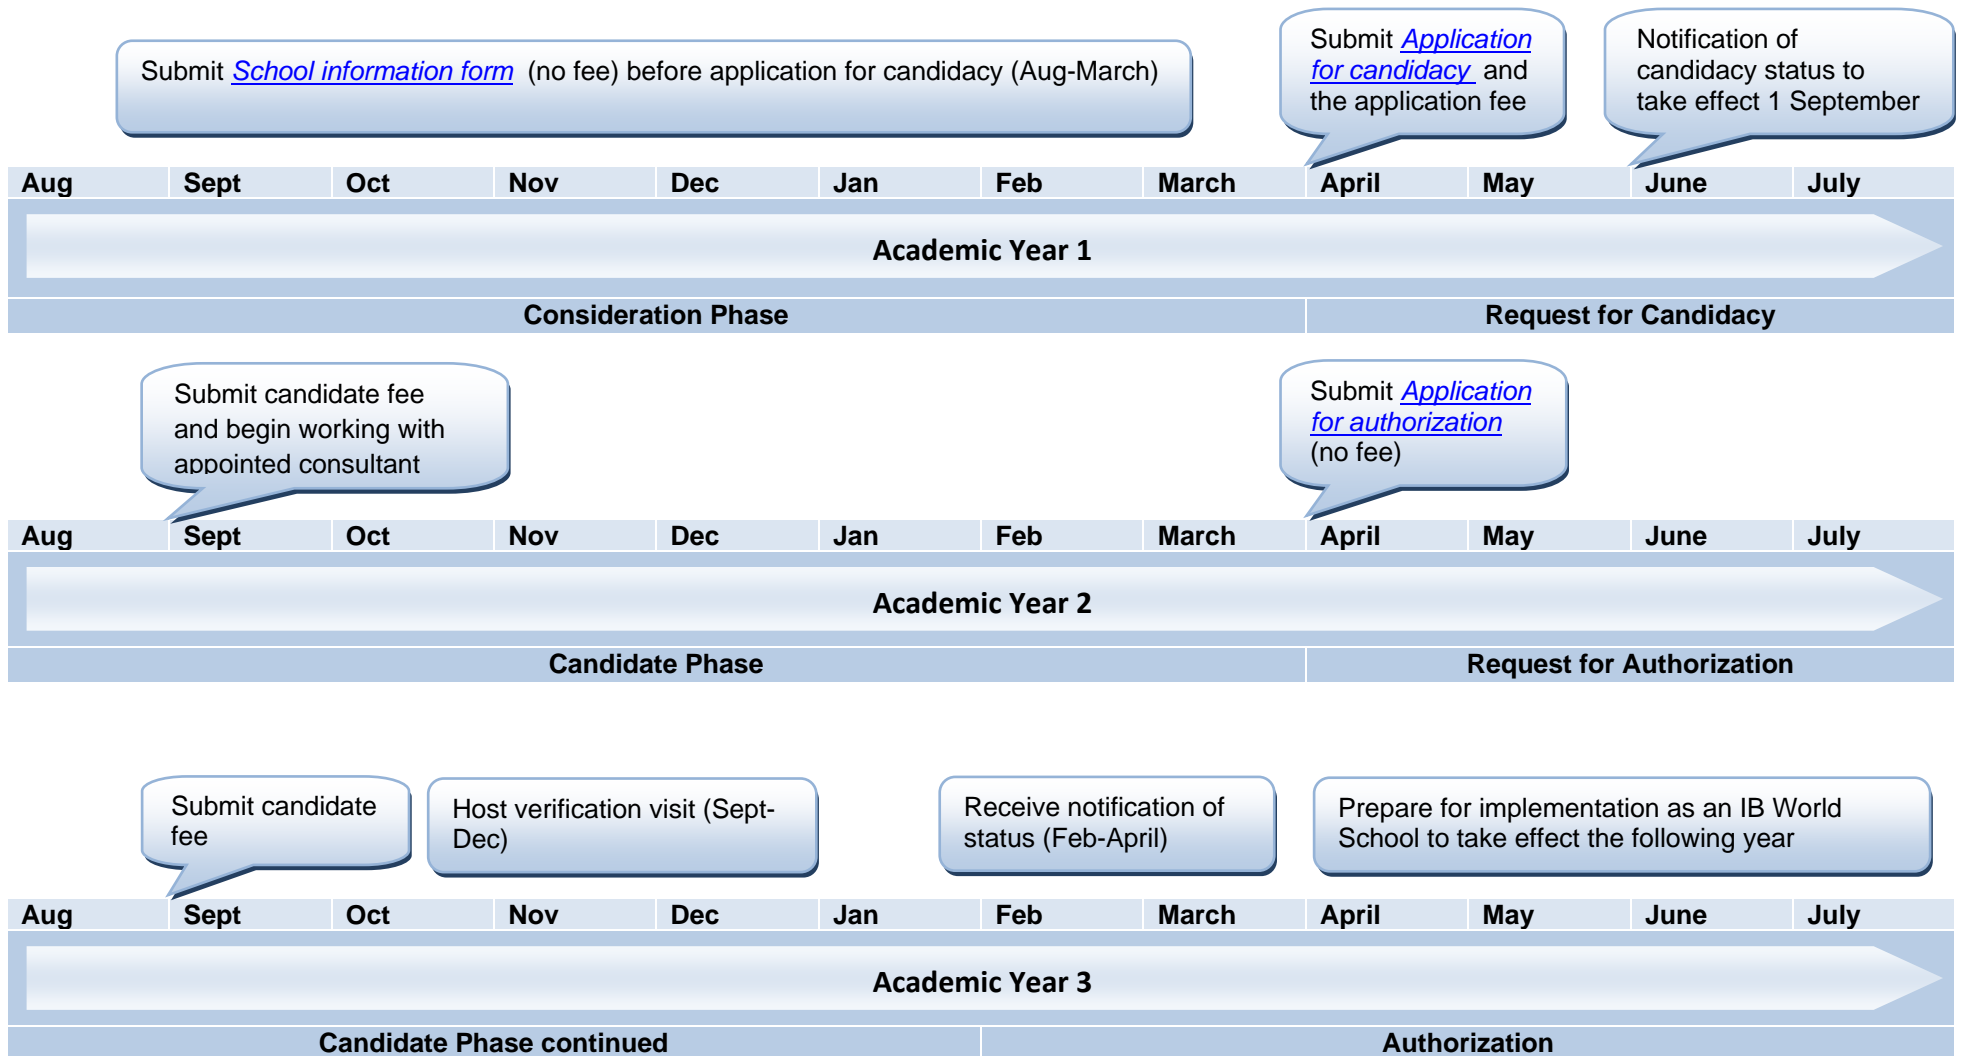 Submit School information form (no fee) before application for candidacy (Aug-March)
Submit Application
for candidacy and
the application fee
Notification of
candidacy status to
take effect 1 September
Aug Sept Oct Nov Dec Jan Feb March April May June July
Academic Year 1
Consideration Phase Request for Candidacy
Submit candidate fee
and begin working with
appointed consultant
Submit Application
for authorization
(no fee)
Aug Sept Oct Nov Dec Jan Feb March April May June July
Academic Year 2
Candidate Phase Request for Authorization
Submit candidate
fee
Host verification visit (Sept-
Dec)
Receive notification of
status (Feb-April)
Prepare for implementation as an IB World
School to take effect the following year
Aug Sept Oct Nov Dec Jan Feb March April May June July
Academic Year 3
Candidate Phase continued Authorization